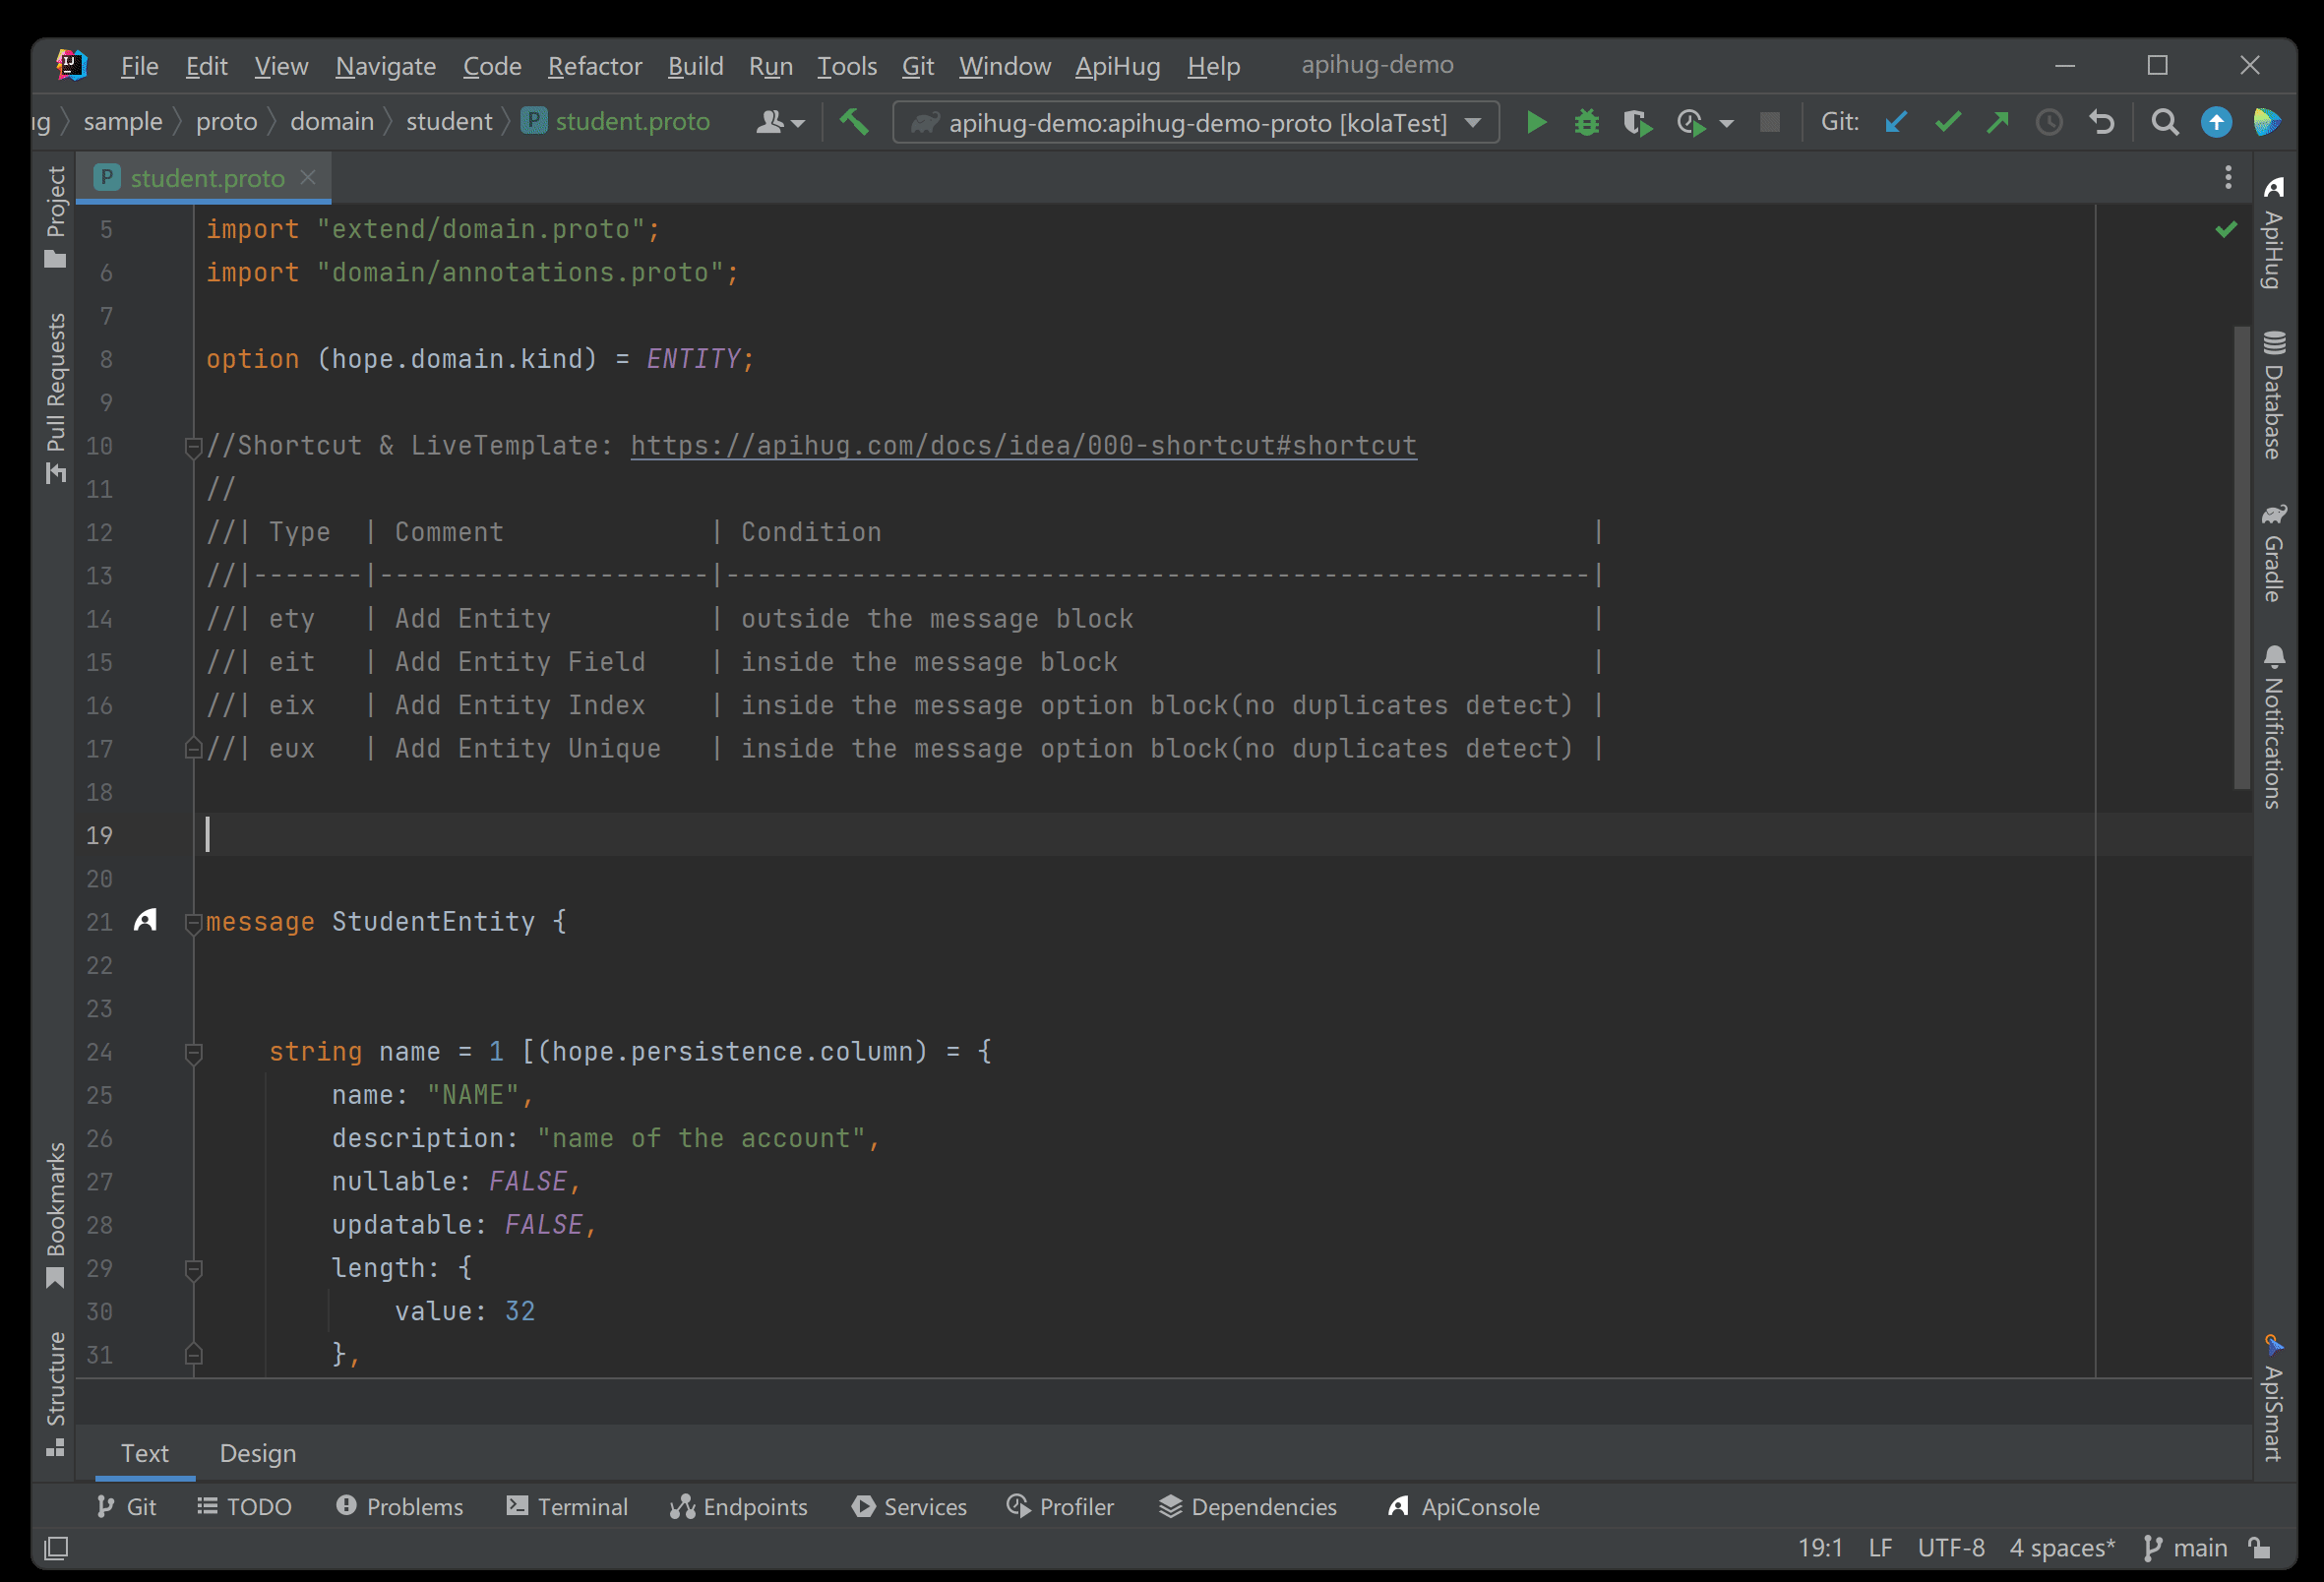 IJ File Edit View Navigate Code Refactor Build Run Tools Git Window ApiHug Help apihug-demo
ug sample proto domain student P student.proto apihug-demo:apihug-demo-proto [kolaTest] Git:
P student.proto
5 import "extend/domain.proto";
6 import "domain/annotations.proto";
7
8 option (hope.domain.kind) = ENTITY;
9
10 //Shortcut & LiveTemplate: https://apihug.com/docs/idea/000-shortcut#shortcut
11 //
12 //| Type  | Comment             | Condition                                             |
13 //|-------|---------------------|-------------------------------------------------------|
14 //| ety   | Add Entity          | outside the message block                             |
15 //| eit   | Add Entity Field    | inside the message block                              |
16 //| eix   | Add Entity Index    | inside the message option block(no duplicates detect) |
17 //| eux   | Add Entity Unique   | inside the message option block(no duplicates detect) |
18
19
20
21 message StudentEntity {
22
23
24     string name = 1 [(hope.persistence.column) = {
25         name: "NAME",
26         description: "name of the account",
27         nullable: FALSE,
28         updatable: FALSE,
29         length: {
30             value: 32
31         },
Project
Pull Requests
Bookmarks
Structure
ApiHug
Database
Gradle
Notifications
ApiSmart
Text Design
Git TODO Problems Terminal Endpoints Services Profiler Dependencies ApiConsole
19:1 LF UTF-8 4 spaces* main